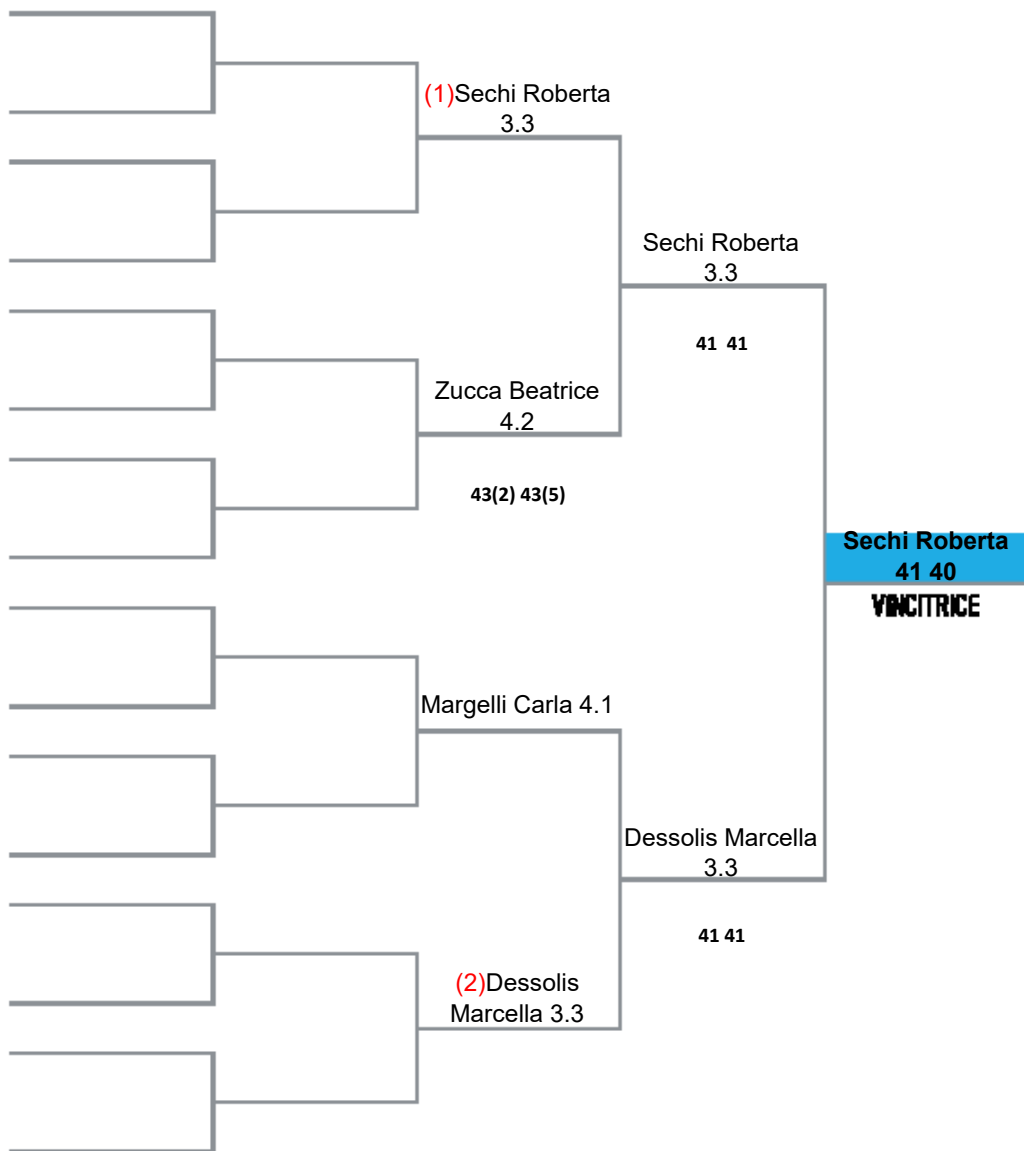 (1)Sechi Roberta
3.3
Sechi Roberta
3.3
41 41
Zucca Beatrice
4.2
43(2) 43(5)
Sechi Roberta
41 40
VINCITRICE
Margelli Carla 4.1
Dessolis Marcella
3.3
41 41
(2)Dessolis
Marcella 3.3